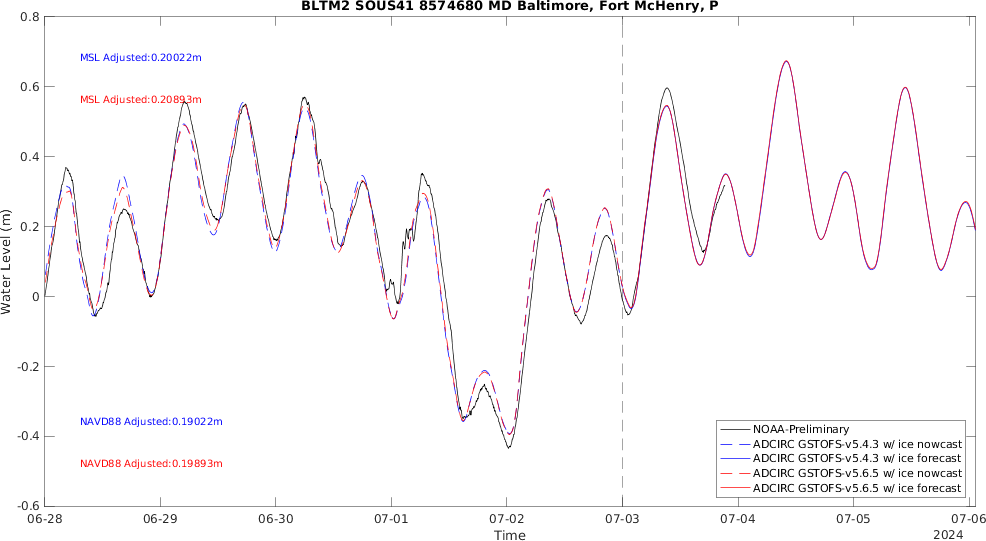 BLTM2 SOUS41 8574680 MD Baltimore, Fort McHenry, P
MSL Adjusted:0.20022m
MSL Adjusted:0.20893m
NAVD88 Adjusted:0.19022m
NAVD88 Adjusted:0.19893m
Water Level (m)
0.8
0.6
0.4
0.2
0
-0.2
-0.4
-0.6
NOAA-Preliminary
ADCIRC GSTOFS-v5.4.3 w/ ice nowcast
ADCIRC GSTOFS-v5.4.3 w/ ice forecast
ADCIRC GSTOFS-v5.6.5 w/ ice nowcast
ADCIRC GSTOFS-v5.6.5 w/ ice forecast
06-28 06-29 06-30 07-01 07-02 07-03 07-04 07-05 07-06
Time
2024